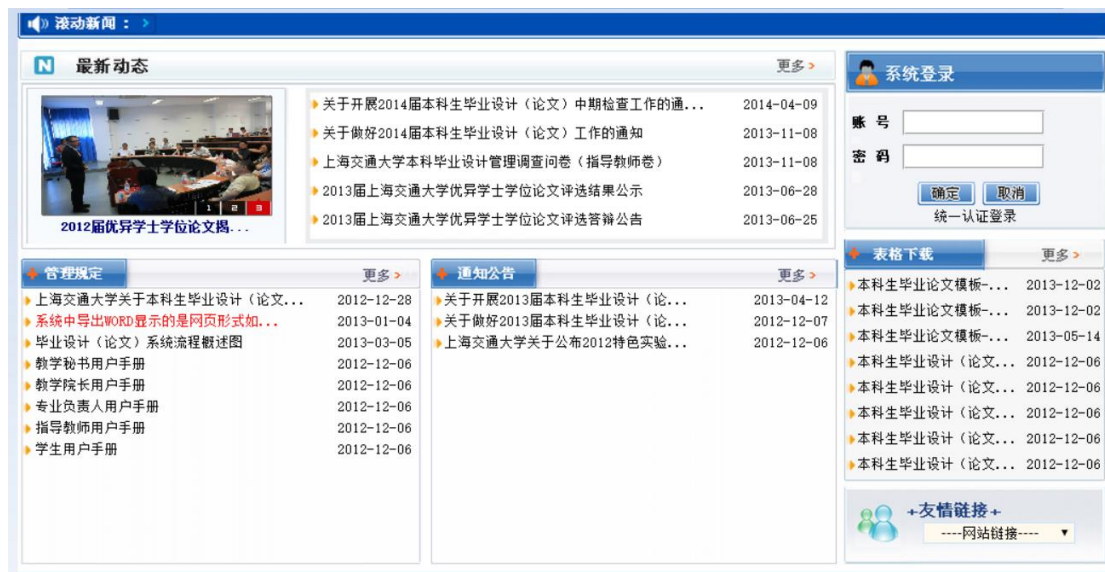 滚动新闻：
最新动态
更多
2012届优异学士学位论文揭...
1 2 3
关于开展2014届本科生毕业设计（论文）中期检查工作的通... 2014-04-09
关于做好2014届本科生毕业设计（论文）工作的通知 2013-11-08
上海交通大学本科毕业设计管理调查问卷（指导教师卷） 2013-11-08
2013届上海交通大学优异学士学位论文评选结果公示 2013-06-28
2013届上海交通大学优异学士学位论文评选答辩公告 2013-06-25
系统登录
账 号
密 码
确定 取消
统一认证登录
管理规定
更多
上海交通大学关于本科生毕业设计（论文... 2012-12-28
系统中导出WORD显示的是网页形式如... 2013-01-04
毕业设计（论文）系统流程概述图 2013-03-05
教学秘书用户手册 2012-12-06
教学院长用户手册 2012-12-06
专业负责人用户手册 2012-12-06
指导教师用户手册 2012-12-06
学生用户手册 2012-12-06
通知公告
更多
关于开展2013届本科生毕业设计（论... 2013-04-12
关于做好2013届本科生毕业设计（论... 2012-12-07
上海交通大学关于公布2012特色实验... 2012-12-06
表格下载
更多
本科生毕业论文模板-... 2013-12-02
本科生毕业论文模板-... 2013-12-02
本科生毕业论文模板-... 2013-05-14
本科生毕业设计（论文... 2012-12-06
本科生毕业设计（论文... 2012-12-06
本科生毕业设计（论文... 2012-12-06
本科生毕业设计（论文... 2012-12-06
本科生毕业设计（论文... 2012-12-06
+友情链接+
----网站链接----